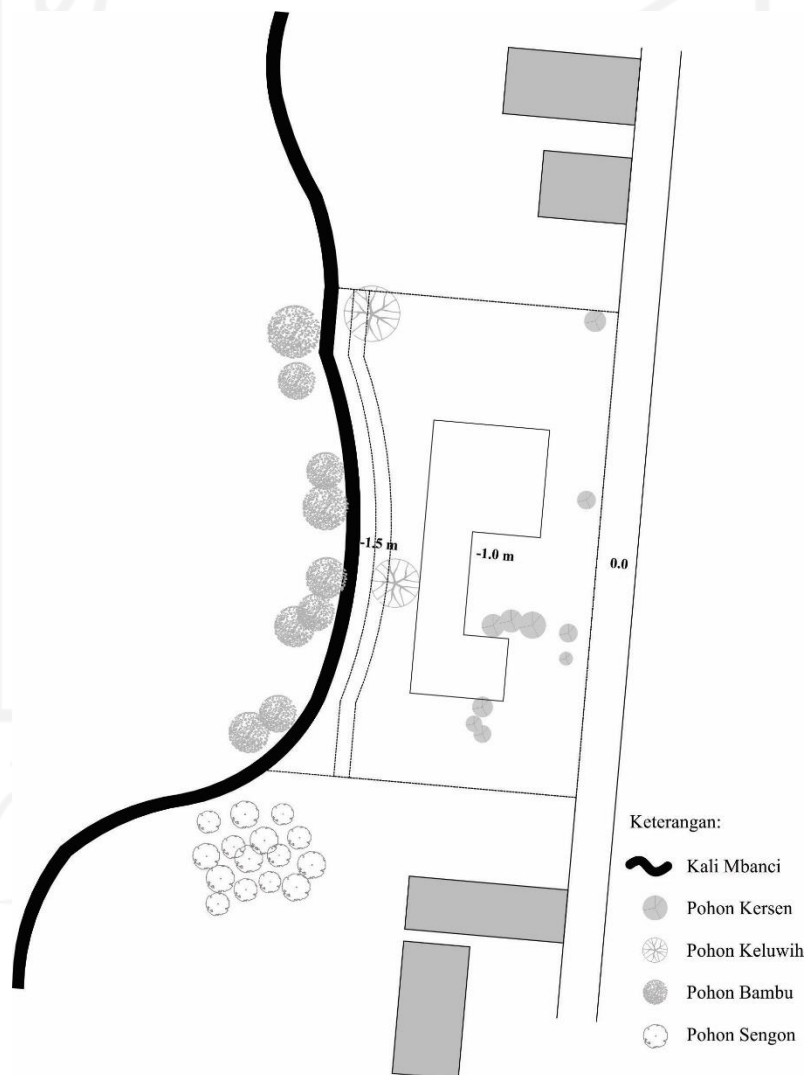 -1.5 m
-1.0 m
0.0
Keterangan:
Kali Mbanci
Pohon Kersen
Pohon Keluwih
Pohon Bambu
Pohon Sengon